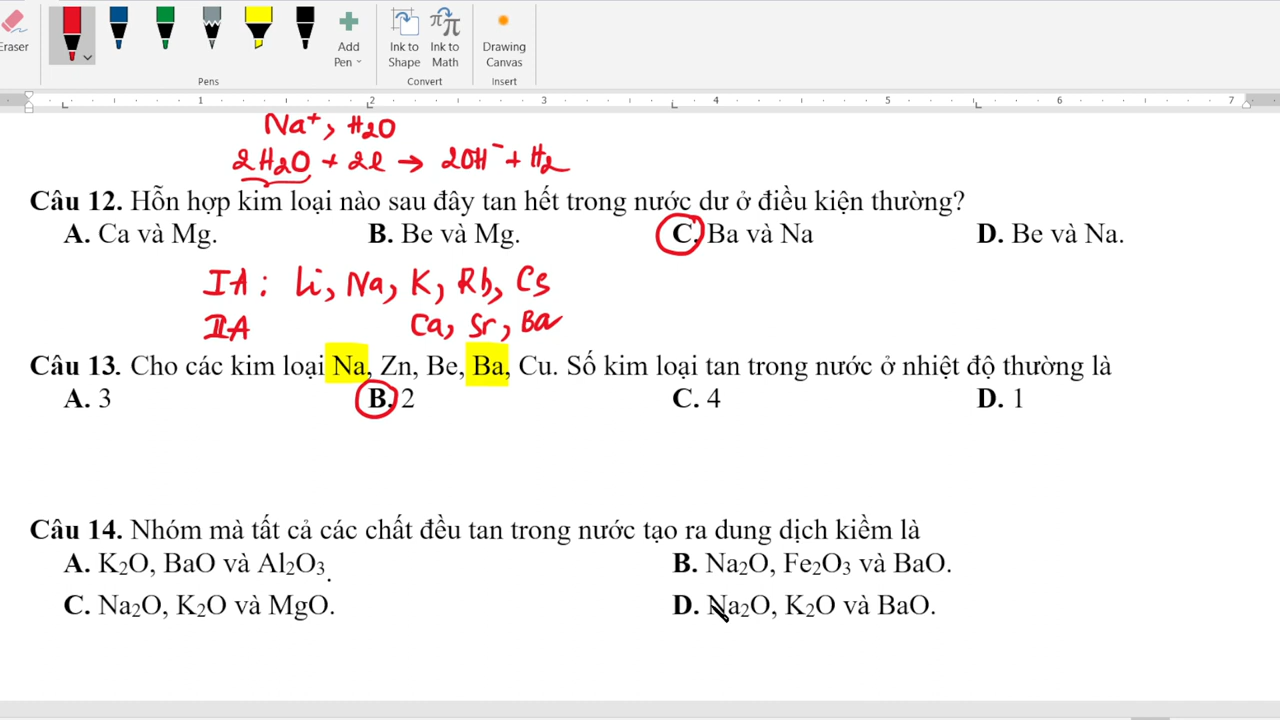 Eraser
Add Pen
Ink to Shape
Ink to Math
Drawing Canvas
Pens
Convert
Insert
1 2 3 4 5 6 7
Na⁺, H2O
2H2O + 2e → 2OH⁻ + H2
Câu 12. Hỗn hợp kim loại nào sau đây tan hết trong nước dư ở điều kiện thường?
A. Ca và Mg. B. Be và Mg. C. Ba và Na D. Be và Na.
IA : Li, Na, K, Rb, Cs
IIA Ca, Sr, Ba
Câu 13. Cho các kim loại Na, Zn, Be, Ba, Cu. Số kim loại tan trong nước ở nhiệt độ thường là
A. 3 B. 2 C. 4 D. 1
Câu 14. Nhóm mà tất cả các chất đều tan trong nước tạo ra dung dịch kiềm là
A. K2O, BaO và Al2O3. B. Na2O, Fe2O3 và BaO.
C. Na2O, K2O và MgO. D. Na2O, K2O và BaO.